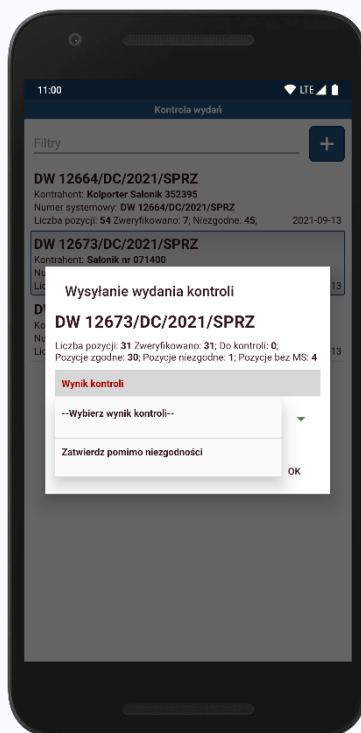 11:00 LTE
Kontrola wydań
Filtry +
DW 12664/DC/2021/SPRZ
Kontrahent: Kolporter Salonik 352395
Numer systemowy: DW 12664/DC/2021/SPRZ
Liczba pozycji: 54 Zweryfikowano: 7; Niezgodne: 45; 2021-09-13
DW 12673/DC/2021/SPRZ
Kontrahent: Salonik nr 071400
Wysyłanie wydania kontroli
DW 12673/DC/2021/SPRZ
Liczba pozycji: 31 Zweryfikowano: 31; Do kontroli: 0;
Pozycje zgodne: 30; Pozycje niezgodne: 1; Pozycje bez MS: 4
Wynik kontroli
--Wybierz wynik kontroli--
Zatwierdz pomimo niezgodności
OK